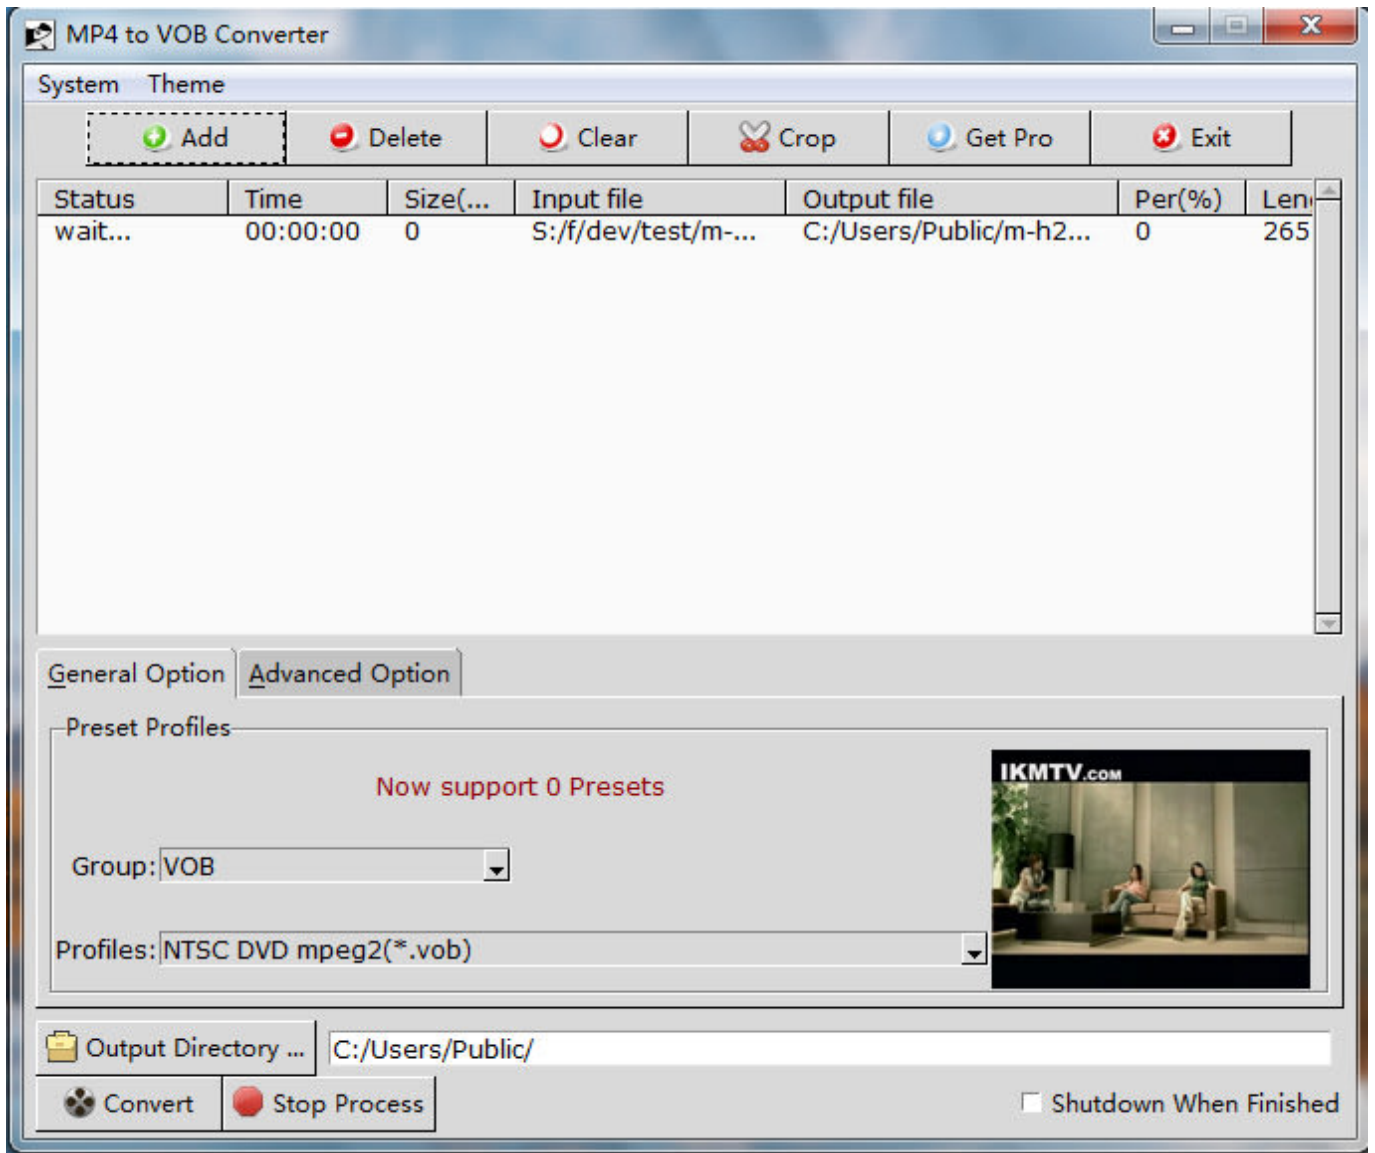 MP4 to VOB Converter
System Theme
Add Delete Clear Crop Get Pro Exit
Status Time Size(... Input file Output file Per(%) Len
wait... 00:00:00 0 S:/f/dev/test/m-... C:/Users/Public/m-h2... 0 265
General Option Advanced Option
Preset Profiles
IKMTV.COM
Now support 0 Presets
Group: VOB
Profiles: NTSC DVD mpeg2(*.vob)
Output Directory ... C:/Users/Public/
Convert Stop Process Shutdown When Finished